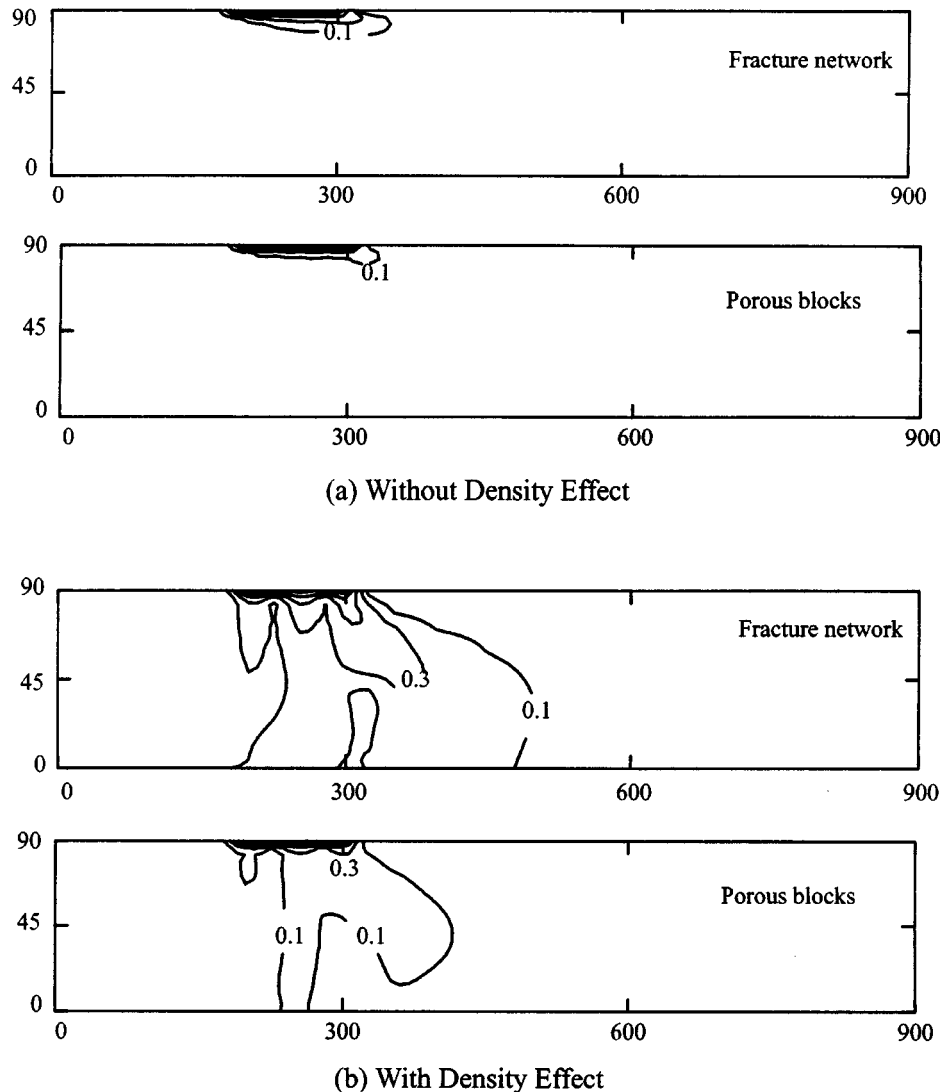 90
0.1
Fracture network
45
0
0 300 600 900
90
0.1
Porous blocks
45
0
0 300 600 900
(a) Without Density Effect
90
Fracture network
45
0.3
0.1
0
0 300 600 900
90
0.3
Porous blocks
45
0.1 0.1
0
0 300 600 900
(b) With Density Effect